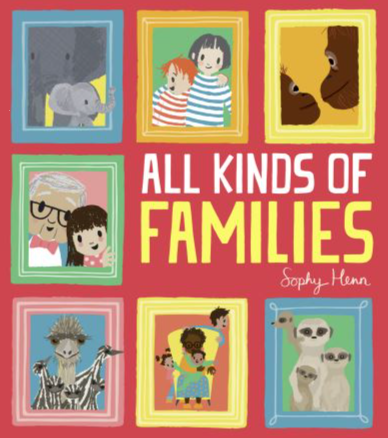 ALL KINDS OF
FAMILIES
Sophy Henn